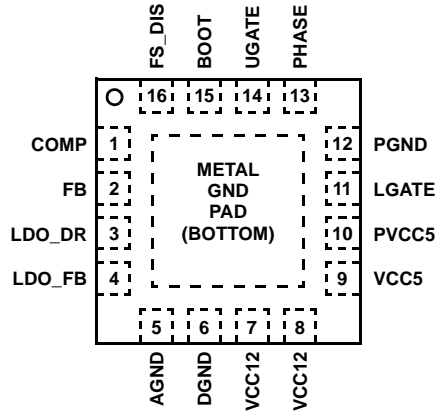 FS_DIS
BOOT
UGATE
PHASE
16
15
14
13
COMP 1
FB 2
LDO_DR 3
LDO_FB 4
METAL
GND
PAD
(BOTTOM)
12 PGND
11 LGATE
10 PVCC5
9 VCC5
5
6
7
8
AGND
DGND
VCC12
VCC12